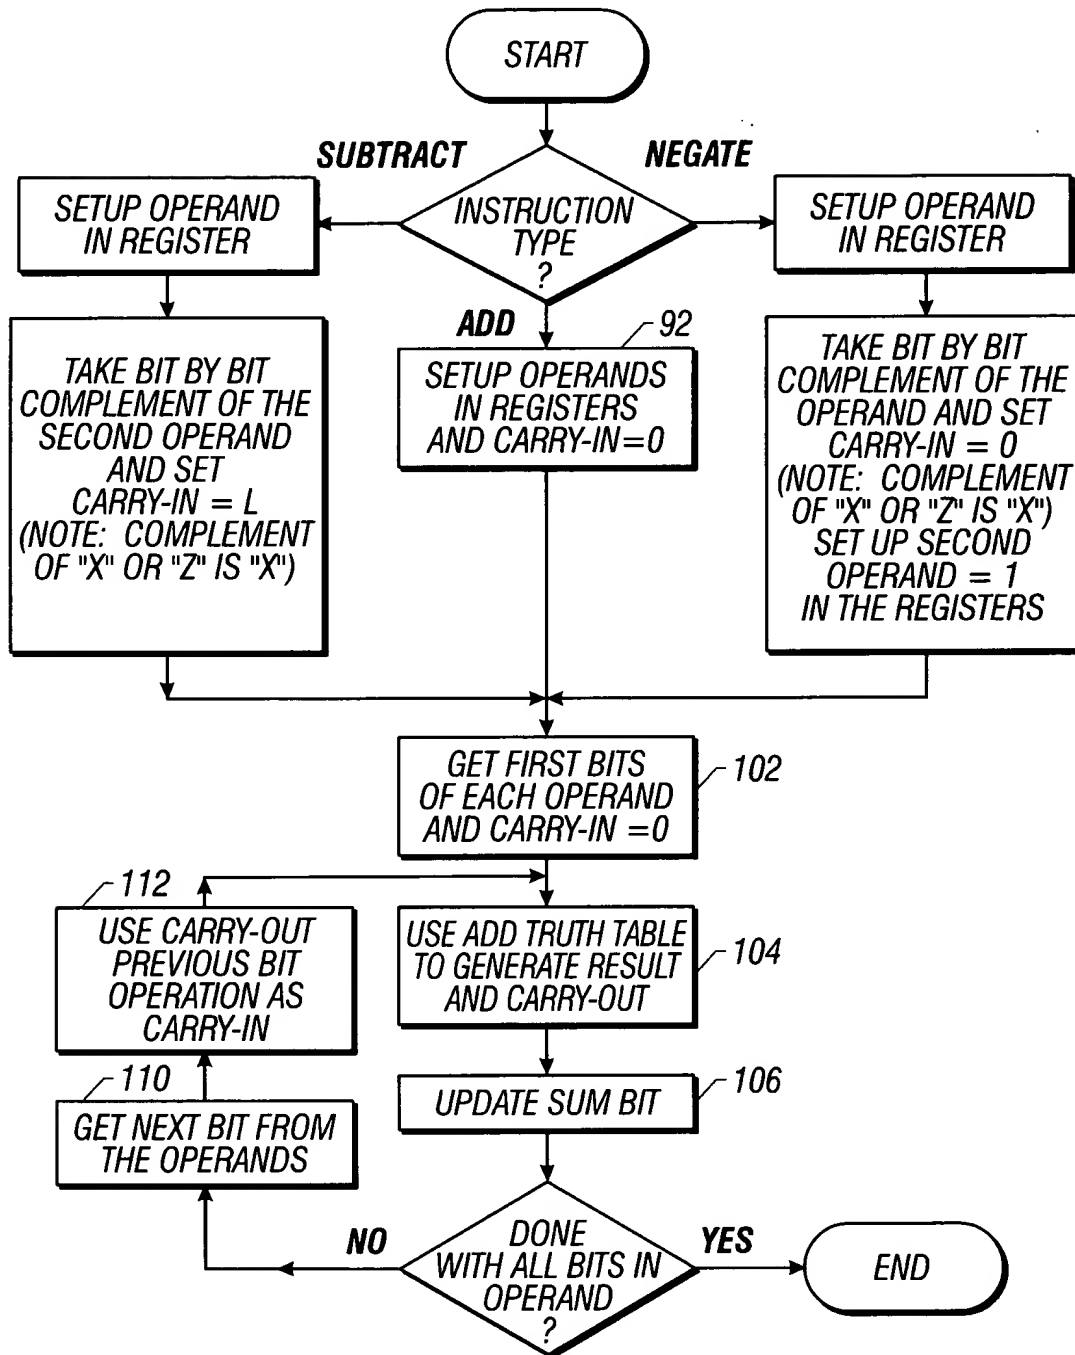 START
SUBTRACT
NEGATE
INSTRUCTION
TYPE
?
SETUP OPERAND
IN REGISTER
SETUP OPERAND
IN REGISTER
ADD
92
SETUP OPERANDS
IN REGISTERS
AND CARRY-IN=0
TAKE BIT BY BIT
COMPLEMENT OF THE
SECOND OPERAND
AND SET
CARRY-IN = L
(NOTE: COMPLEMENT
OF "X" OR "Z" IS "X")
TAKE BIT BY BIT
COMPLEMENT OF THE
OPERAND AND SET
CARRY-IN = 0
(NOTE: COMPLEMENT
OF "X" OR "Z" IS "X")
SET UP SECOND
OPERAND = 1
IN THE REGISTERS
GET FIRST BITS
OF EACH OPERAND
AND CARRY-IN =0
102
112
USE CARRY-OUT
PREVIOUS BIT
OPERATION AS
CARRY-IN
USE ADD TRUTH TABLE
TO GENERATE RESULT
AND CARRY-OUT
104
110
GET NEXT BIT FROM
THE OPERANDS
UPDATE SUM BIT
106
NO
DONE
WITH ALL BITS IN
OPERAND
?
YES
END